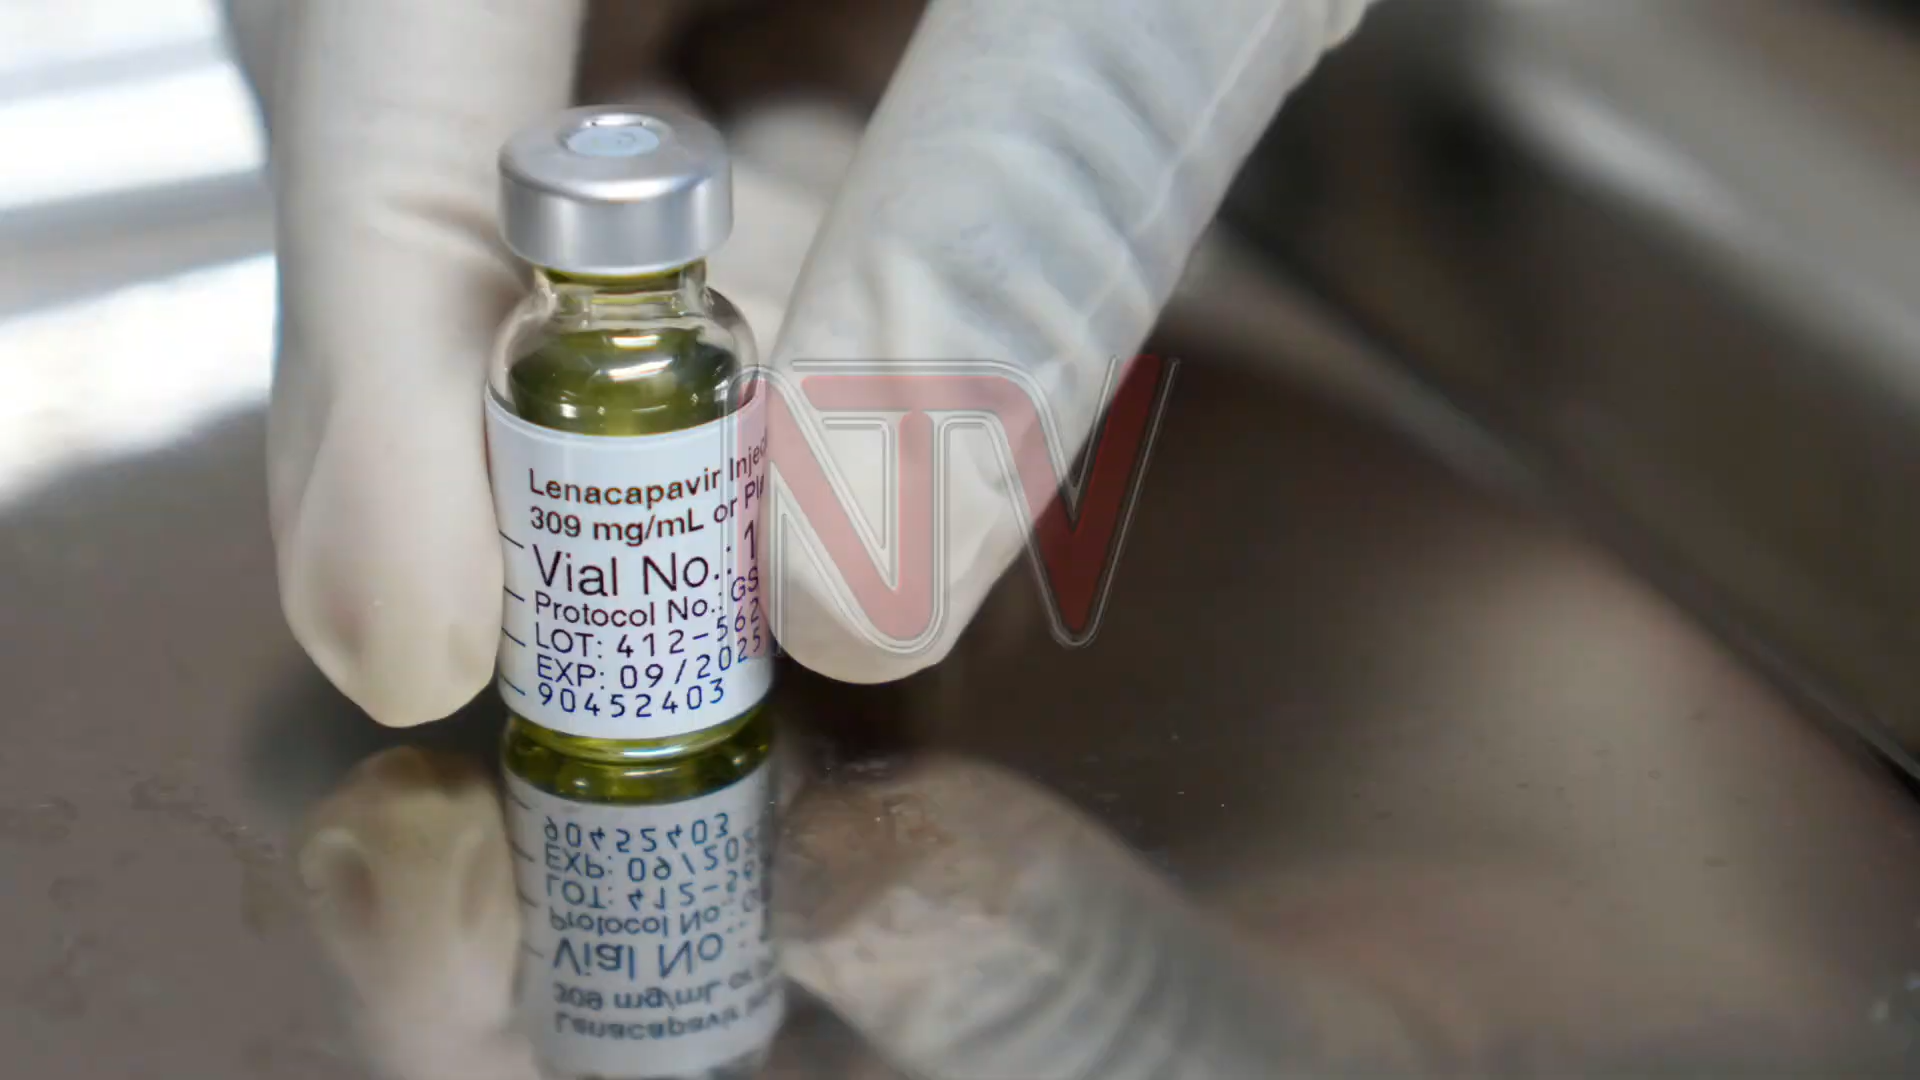 Lenacapavir Injec
309 mg/mL or Pl
Vial No.: 1
Protocol No.: GS
LOT: 412-562
EXP: 09/2025
90452403
NTV